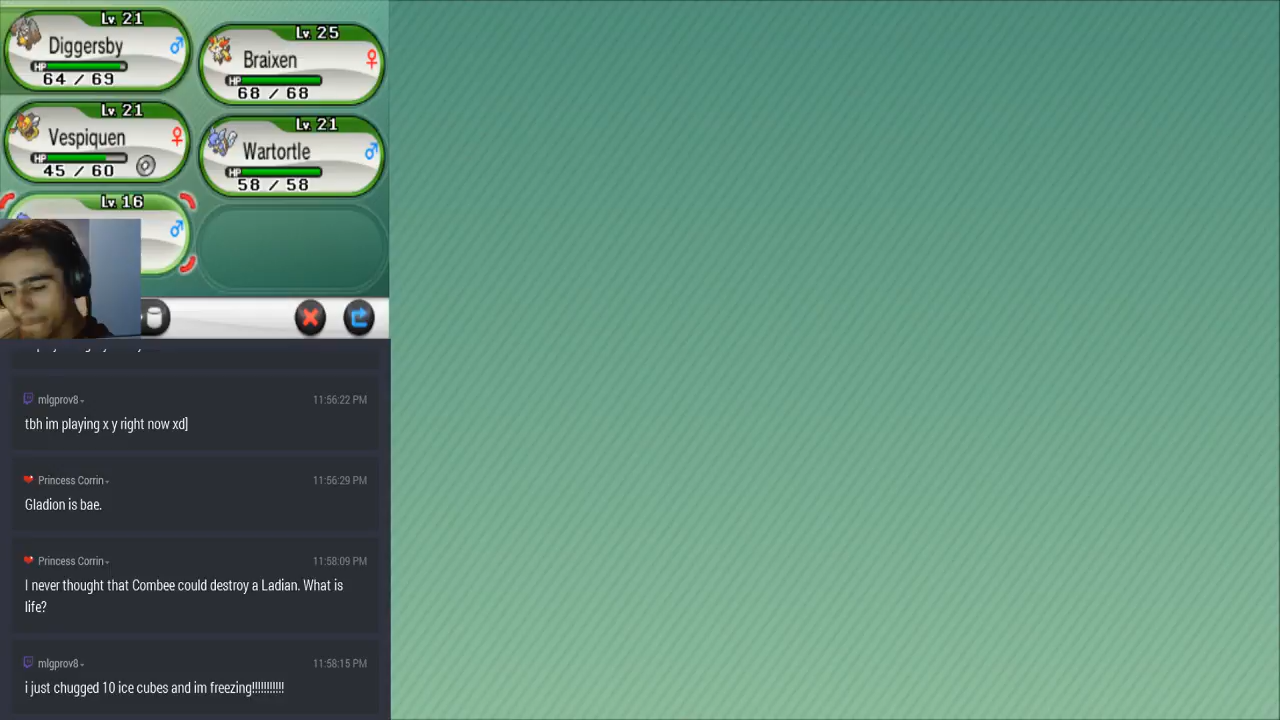 Lv. 21
Diggersby
HP
64 / 69
Lv. 25
Braixen
HP
68 / 68
Lv. 21
Vespiquen
HP
45 / 60
Lv. 21
Wartortle
HP
58 / 58
Lv. 16
mlgprov8
11:56:22 PM
tbh im playing x y right now xd]
Princess Corrin
11:56:29 PM
Gladion is bae.
Princess Corrin
11:58:09 PM
I never thought that Combee could destroy a Ladian. What is
life?
mlgprov8
11:58:15 PM
i just chugged 10 ice cubes and im freezing!!!!!!!!!!!